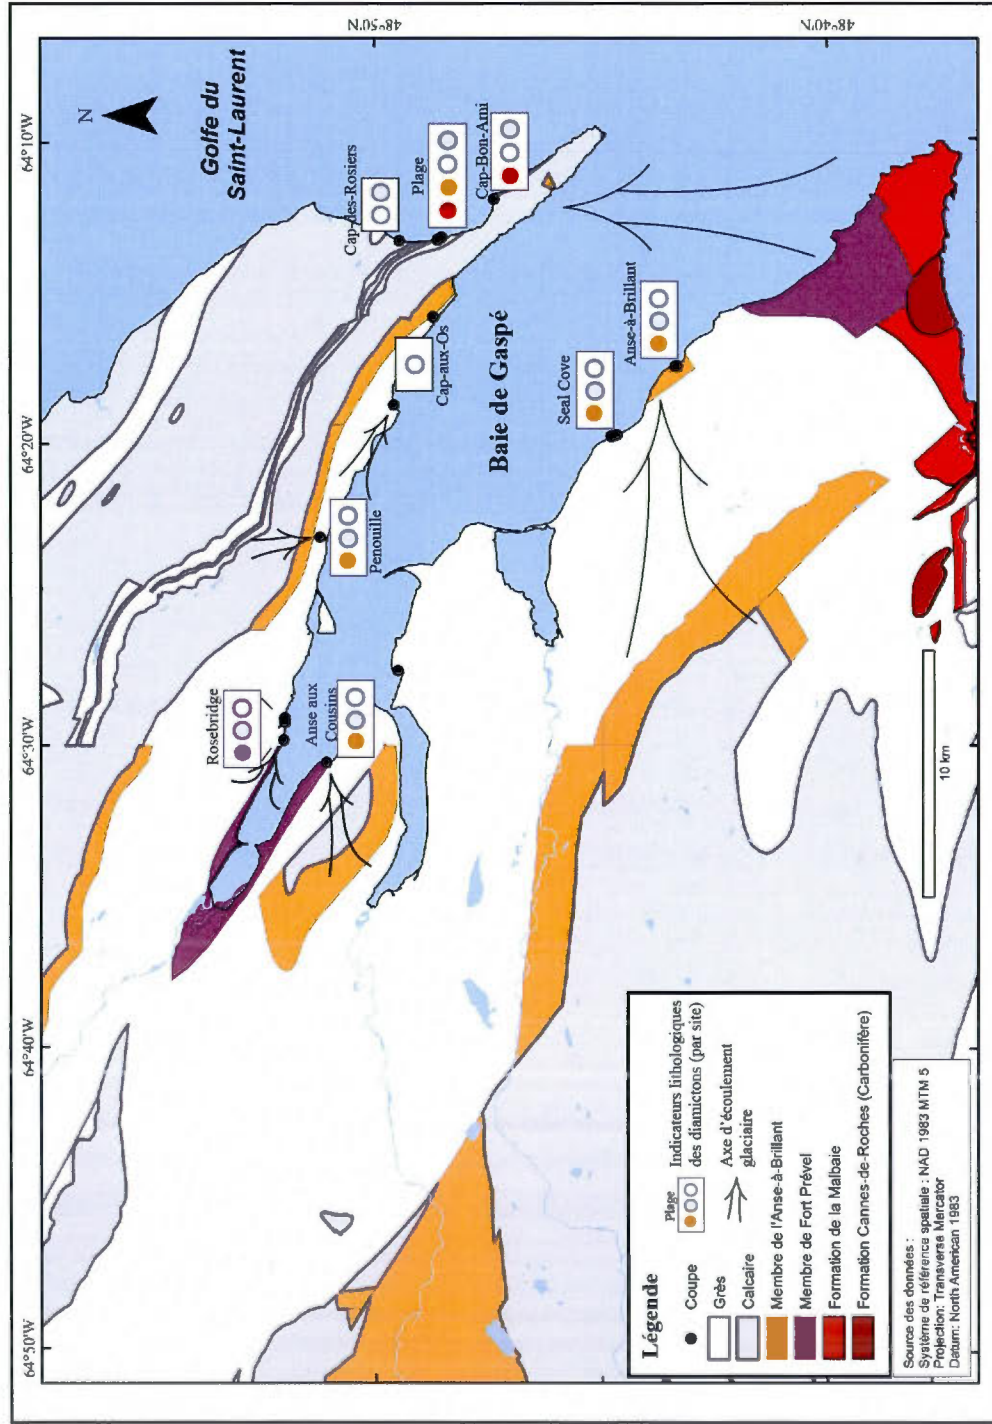 64°50'W
64°40'W
64°30'W
64°20'W
64°10'W
48°50'N
48°40'N
N
Golfe du
Saint-Laurent
Cap-des-Rosiers
Plage
Cap-Bon-Ami
Cap-aux-Os
Penouille
Rosebridge
Anse aux
Cousins
Baie de Gaspé
Seal Cove
Anse-à-Brillant
10 km
Légende
Coupe
Grès
Calcaire
Membre de l'Anse-à-Brillant
Membre de Fort Prével
Formation de la Malbaie
Formation Cannes-de-Roches (Carbonifère)
Plage
Indicateurs lithologiques
des diamictons (par site)
Axe d'écoulement
glaciaire
Source des données :
Système de référence spatiale : NAD 1983 MTM 5
Projection: Transverse Mercator
Datum: North American 1983